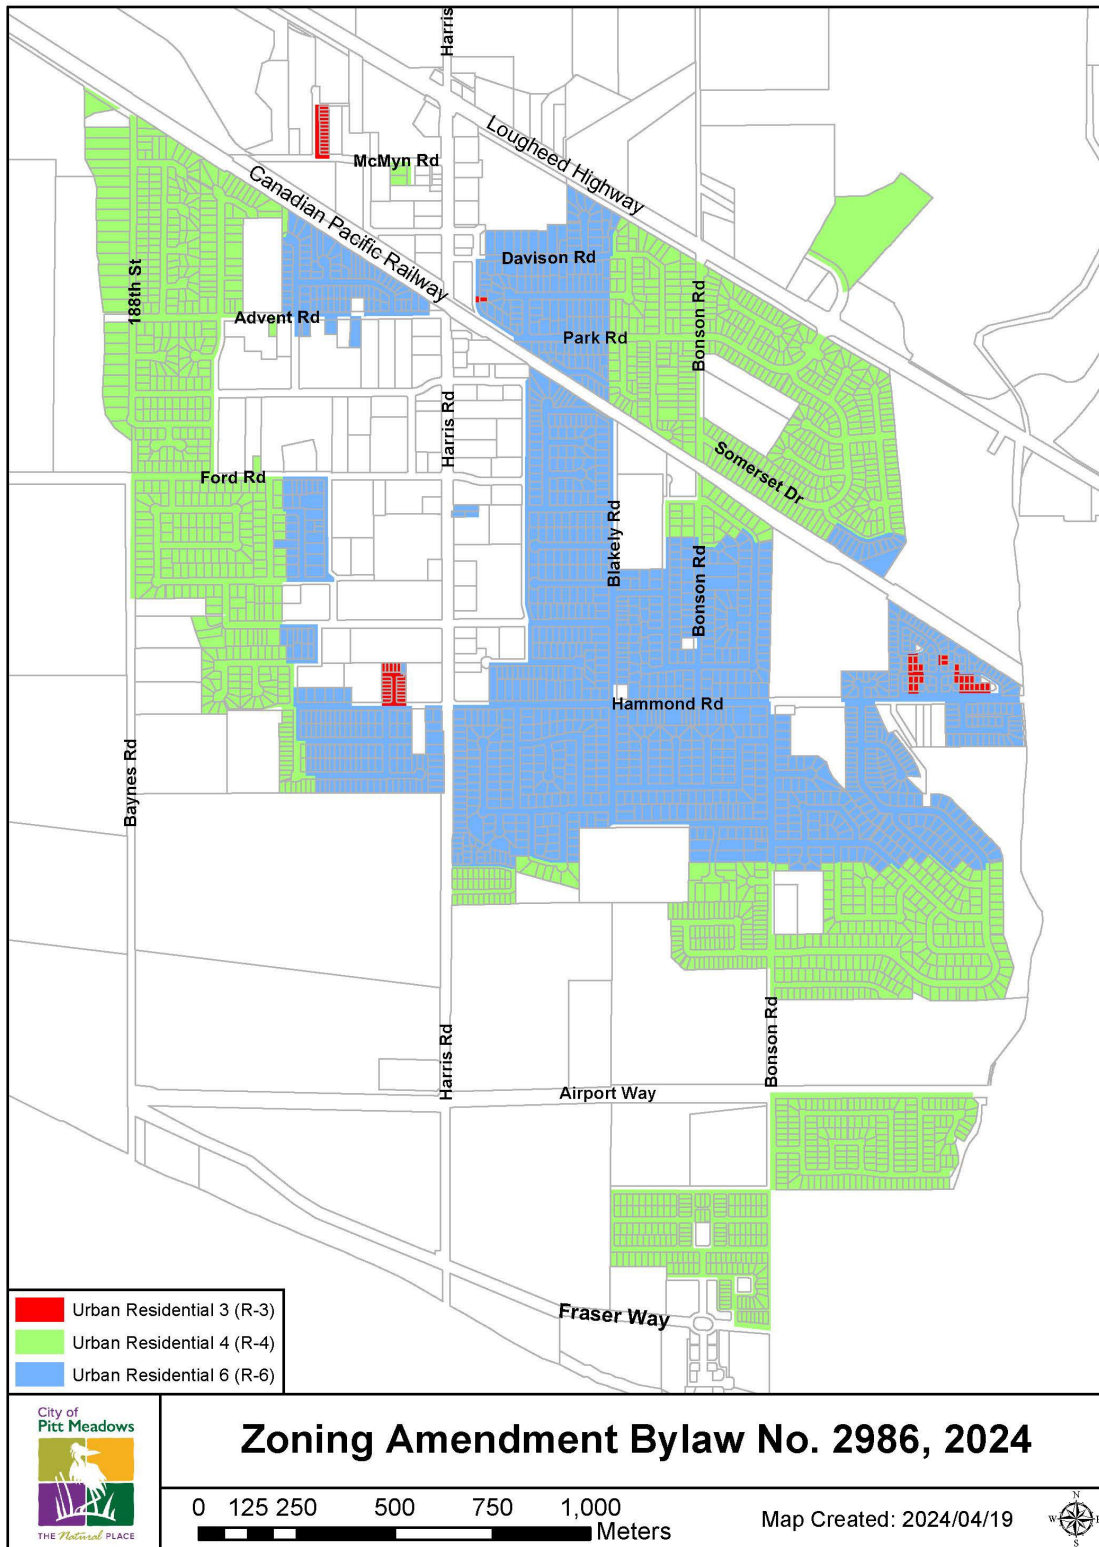 Harris
Lougheed Highway
McMyn Rd
Canadian Pacific Railway
Davison Rd
188th St
Bonson Rd
Advent Rd
Park Rd
Harris Rd
Somerset Dr
Ford Rd
Blakely Rd
Bonson Rd
Hammond Rd
Baynes Rd
Bonson Rd
Harris Rd
Airport Way
Fraser Way
Urban Residential 3 (R-3)
Urban Residential 4 (R-4)
Urban Residential 6 (R-6)
City of
Pitt Meadows
THE Natural PLACE
Zoning Amendment Bylaw No. 2986, 2024
0 125 250 500 750 1,000
Meters
Map Created: 2024/04/19
N
W E
S